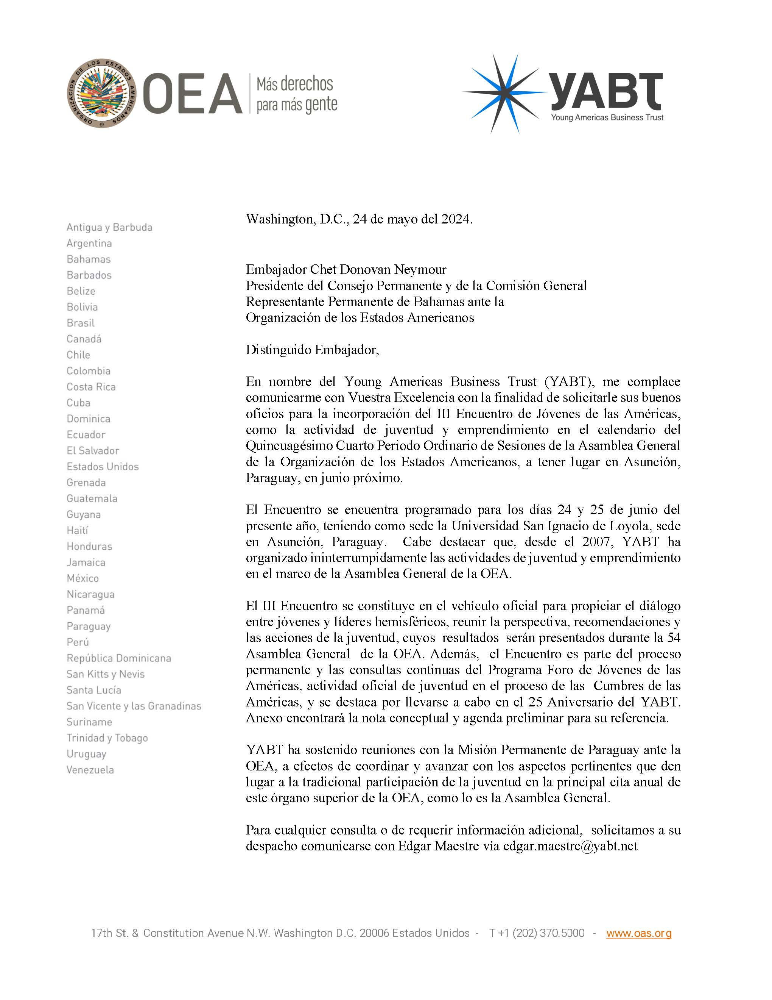 ORGANIZACION DE LOS ESTADOS AMERICANOS
OEA
Más derechos
para más gente
YABT
Young Americas Business Trust
Antigua y Barbuda
Argentina
Bahamas
Barbados
Belize
Bolivia
Brasil
Canadá
Chile
Colombia
Costa Rica
Cuba
Dominica
Ecuador
El Salvador
Estados Unidos
Grenada
Guatemala
Guyana
Haití
Honduras
Jamaica
México
Nicaragua
Panamá
Paraguay
Perú
República Dominicana
San Kitts y Nevis
Santa Lucía
San Vicente y las Granadinas
Suriname
Trinidad y Tobago
Uruguay
Venezuela
Washington, D.C., 24 de mayo del 2024.
Embajador Chet Donovan Neymour
Presidente del Consejo Permanente y de la Comisión General
Representante Permanente de Bahamas ante la
Organización de los Estados Americanos
Distinguido Embajador,
En nombre del Young Americas Business Trust (YABT), me complace
comunicarme con Vuestra Excelencia con la finalidad de solicitarle sus buenos
oficios para la incorporación del III Encuentro de Jóvenes de las Américas,
como la actividad de juventud y emprendimiento en el calendario del
Quincuagésimo Cuarto Periodo Ordinario de Sesiones de la Asamblea General
de la Organización de los Estados Americanos, a tener lugar en Asunción,
Paraguay, en junio próximo.
El Encuentro se encuentra programado para los días 24 y 25 de junio del
presente año, teniendo como sede la Universidad San Ignacio de Loyola, sede
en Asunción, Paraguay. Cabe destacar que, desde el 2007, YABT ha
organizado ininterrumpidamente las actividades de juventud y emprendimiento
en el marco de la Asamblea General de la OEA.
El III Encuentro se constituye en el vehículo oficial para propiciar el diálogo
entre jóvenes y líderes hemisféricos, reunir la perspectiva, recomendaciones y
las acciones de la juventud, cuyos resultados serán presentados durante la 54
Asamblea General de la OEA. Además, el Encuentro es parte del proceso
permanente y las consultas continuas del Programa Foro de Jóvenes de las
Américas, actividad oficial de juventud en el proceso de las Cumbres de las
Américas, y se destaca por llevarse a cabo en el 25 Aniversario del YABT.
Anexo encontrará la nota conceptual y agenda preliminar para su referencia.
YABT ha sostenido reuniones con la Misión Permanente de Paraguay ante la
OEA, a efectos de coordinar y avanzar con los aspectos pertinentes que den
lugar a la tradicional participación de la juventud en la principal cita anual de
este órgano superior de la OEA, como lo es la Asamblea General.
Para cualquier consulta o de requerir información adicional, solicitamos a su
despacho comunicarse con Edgar Maestre vía edgar.maestre@yabt.net
17th St. & Constitution Avenue N.W. Washington D.C. 20006 Estados Unidos - T +1 (202) 370.5000 - www.oas.org